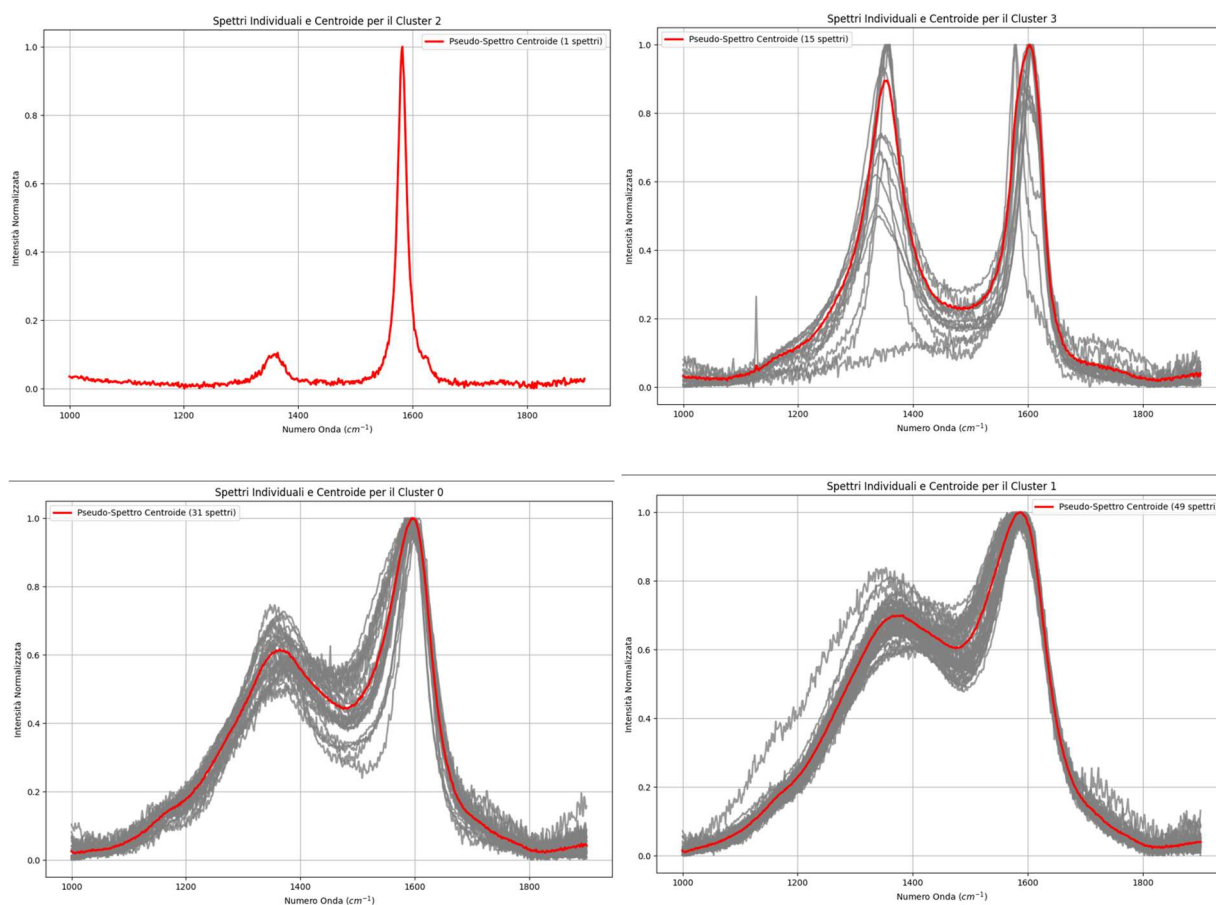 Spettri Individuali e Centroide per il Cluster 2
Pseudo-Spettro Centroide (1 spettri)
Intensità Normalizzata
1.0
0.8
0.6
0.4
0.2
0.0
1000 1200 1400 1600 1800
Numero Onda (cm⁻¹)
Spettri Individuali e Centroide per il Cluster 3
Pseudo-Spettro Centroide (15 spettri)
Intensità Normalizzata
1.0
0.8
0.6
0.4
0.2
0.0
1000 1200 1400 1600 1800
Numero Onda (cm⁻¹)
Spettri Individuali e Centroide per il Cluster 0
Pseudo-Spettro Centroide (31 spettri)
Intensità Normalizzata
1.0
0.8
0.6
0.4
0.2
0.0
1000 1200 1400 1600 1800
Numero Onda (cm⁻¹)
Spettri Individuali e Centroide per il Cluster 1
Pseudo-Spettro Centroide (49 spettri)
Intensità Normalizzata
1.0
0.8
0.6
0.4
0.2
0.0
1000 1200 1400 1600 1800
Numero Onda (cm⁻¹)